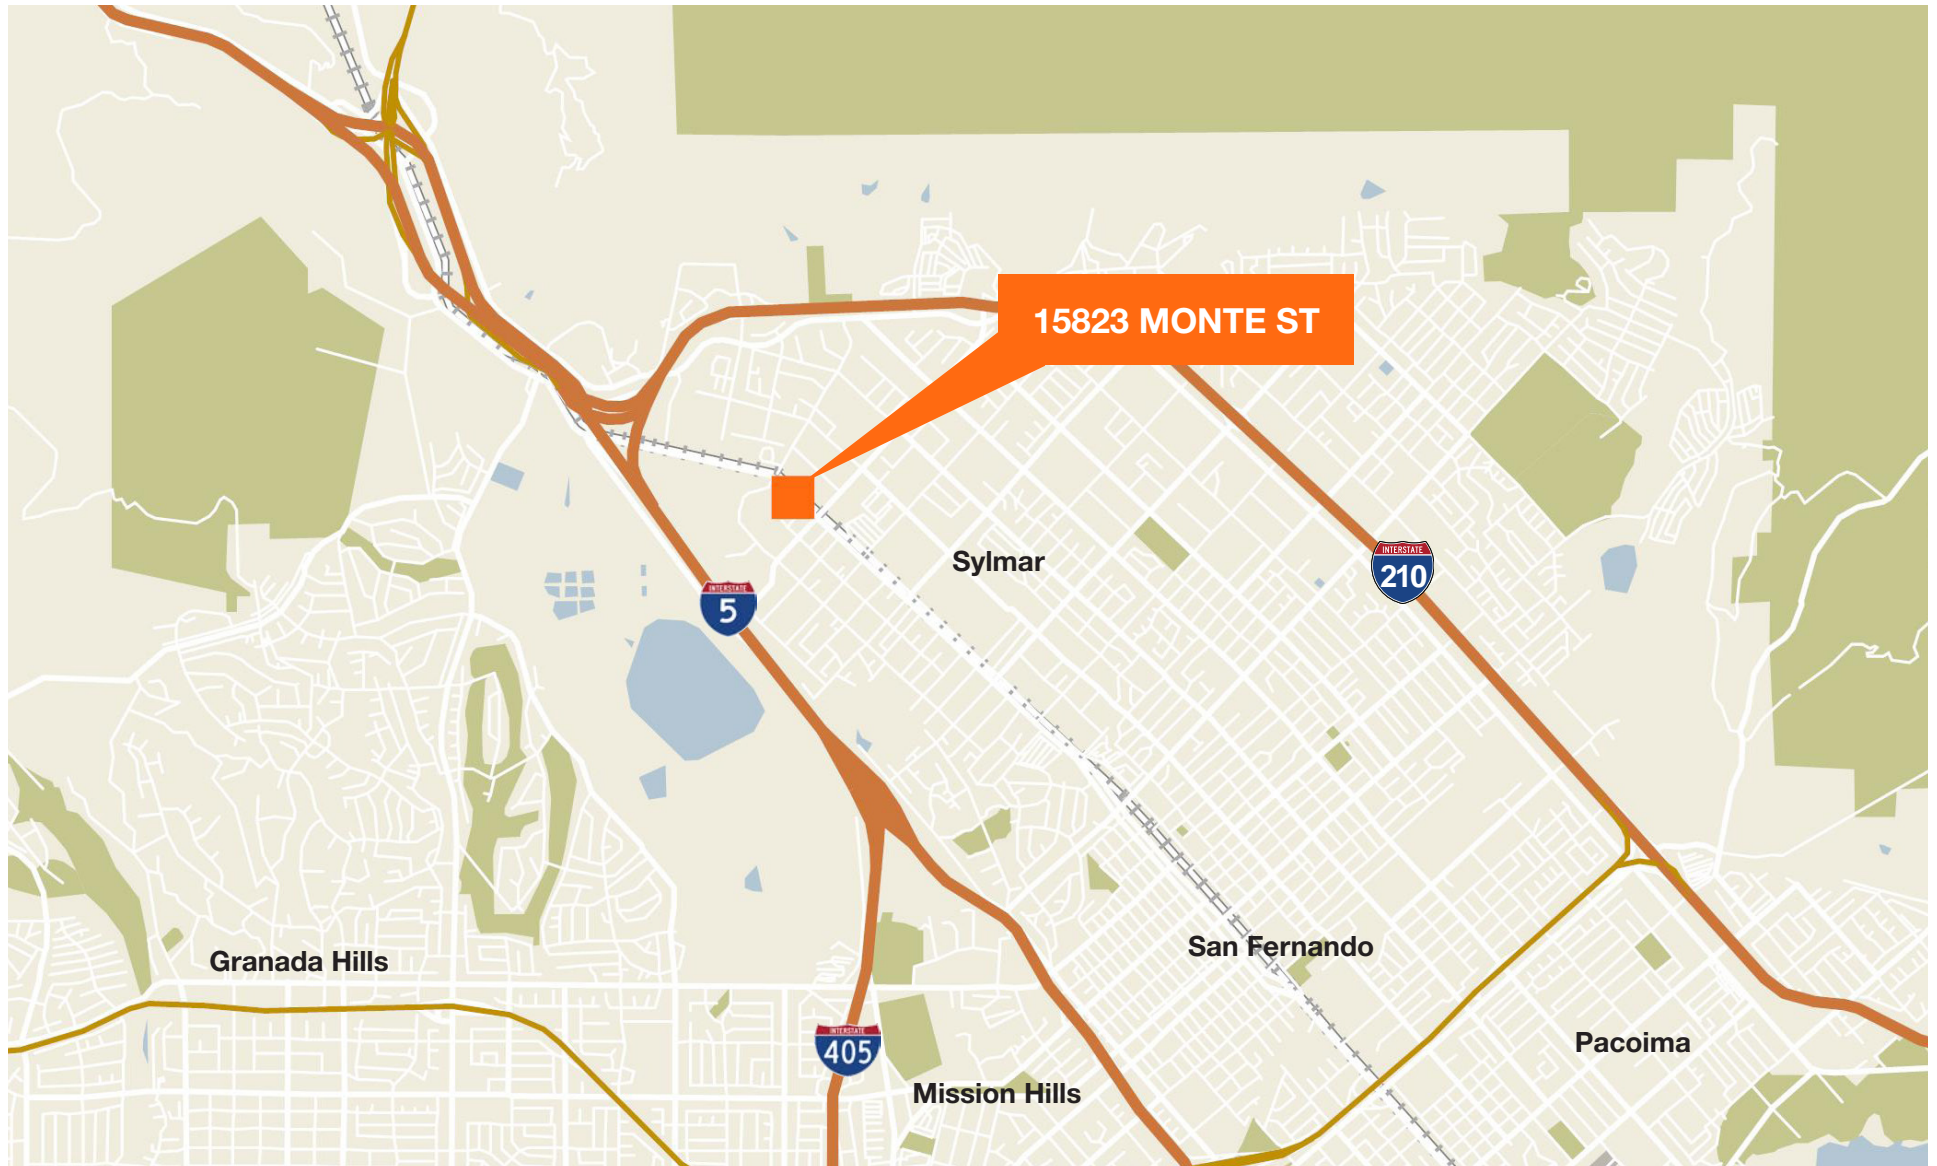 15823 MONTE ST
Sylmar
INTERSTATE
210
INTERSTATE
5
San Fernando
Granada Hills
INTERSTATE
405
Pacoima
Mission Hills